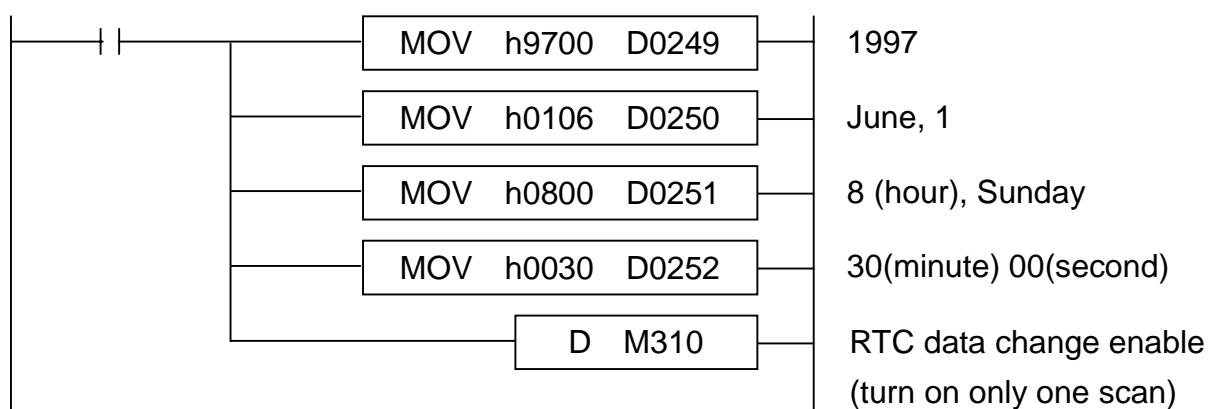 MOV h9700 D0249 1997
MOV h0106 D0250 June, 1
MOV h0800 D0251 8 (hour), Sunday
MOV h0030 D0252 30(minute) 00(second)
D M310 RTC data change enable
(turn on only one scan)